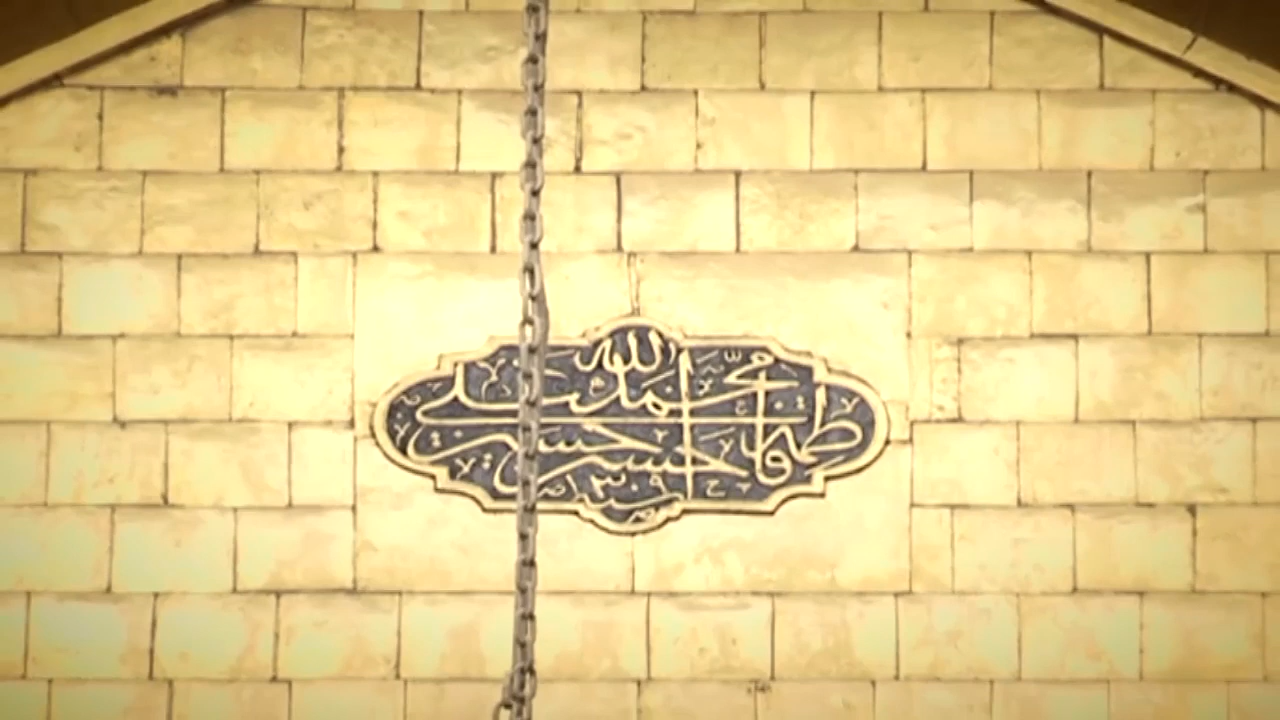 الله
محمد علي
فاطمة
حسن حسين
١٣٠٩